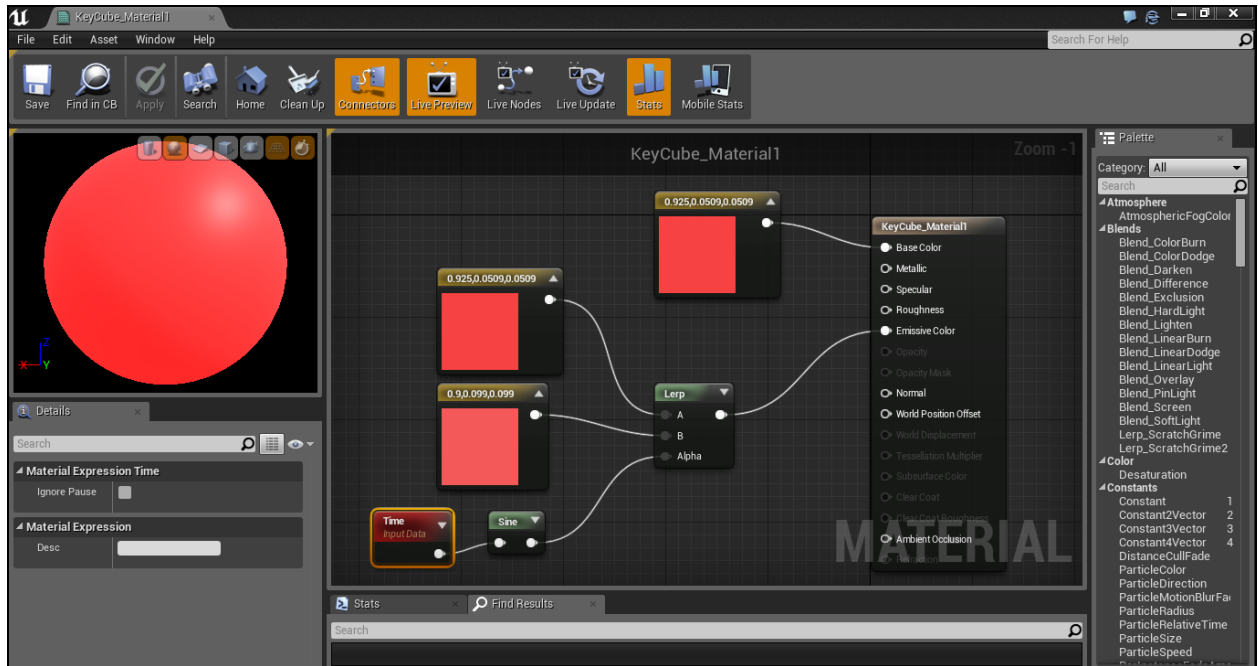 KeyCube_Material1
File Edit Asset Window Help
Search For Help
Save Find in CB Apply Search Home Clean Up Connectors Live Preview Live Nodes Live Update Stats Mobile Stats
Z
X Y
Details
Search
Material Expression Time
Ignore Pause
Material Expression
Desc
KeyCube_Material1
Zoom -1
0.925,0.0509,0.0509
0.925,0.0509,0.0509
0.9,0.099,0.099
Lerp
A
B
Alpha
Time
Input Data
Sine
KeyCube_Material1
Base Color
Metallic
Specular
Roughness
Emissive Color
Opacity
Opacity Mask
Normal
World Position Offset
World Displacement
Tessellation Multiplier
Subsurface Color
Clear Coat
Clear Coat Roughness
Ambient Occlusion
Refraction
MATERIAL
Stats
Find Results
Search
Palette
Category: All
Search
Atmosphere
AtmosphericFogColor
Blends
Blend_ColorBurn
Blend_ColorDodge
Blend_Darken
Blend_Difference
Blend_Exclusion
Blend_HardLight
Blend_Lighten
Blend_LinearBurn
Blend_LinearDodge
Blend_LinearLight
Blend_Overlay
Blend_PinLight
Blend_Screen
Blend_SoftLight
Lerp_ScratchGrime
Lerp_ScratchGrime2
Color
Desaturation
Constants
Constant 1
Constant2Vector 2
Constant3Vector 3
Constant4Vector 4
DistanceCullFade
ParticleColor
ParticleDirection
ParticleMotionBlurFa
ParticleRadius
ParticleRelativeTime
ParticleSize
ParticleSpeed